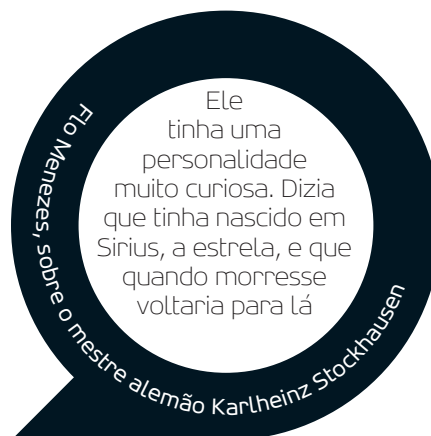 Ele
tinha uma
personalidade
muito curiosa. Dizia
que tinha nascido em
Sirius, a estrela, e que
quando morresse
voltaria para lá
Flo Menezes, sobre o mestre alemão Karlheinz Stockhausen